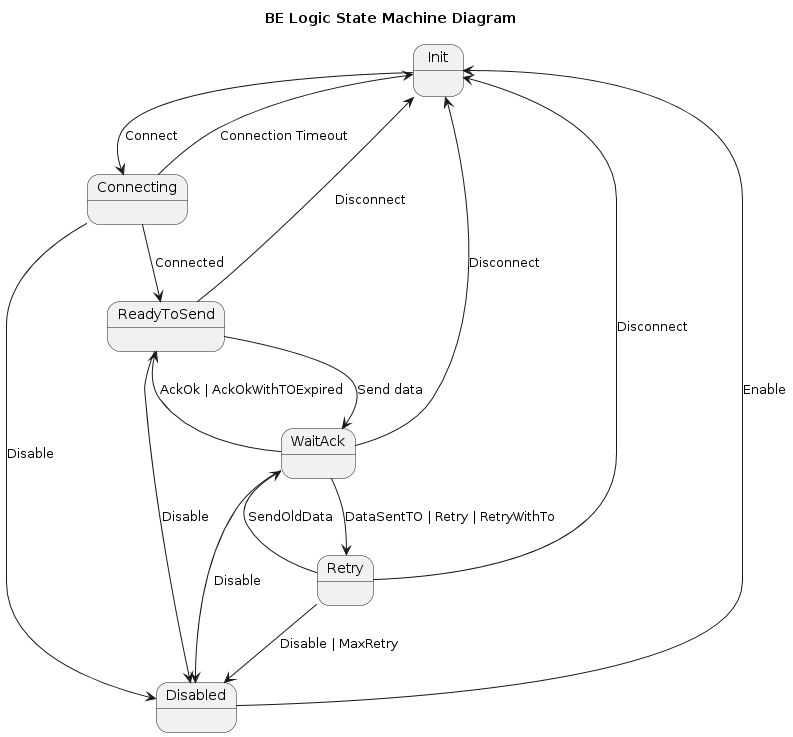 BE Logic State Machine Diagram
Init
Connect
Connection Timeout
Connecting
Disconnect
Connected
Disconnect
ReadyToSend
Disconnect
AckOk | AckOkWithTOExpired
Send data
Enable
WaitAck
Disable
Disable
SendOldData
DataSentTO | Retry | RetryWithTo
Retry
Disable
Disable | MaxRetry
Disabled